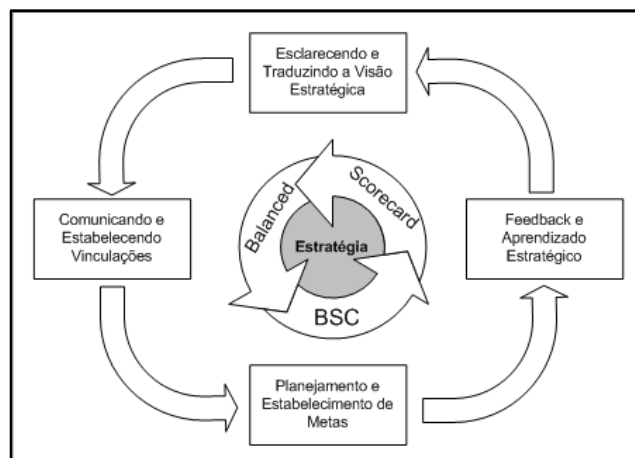 Esclarecendo e
Traduzindo a Visão
Estratégica
Comunicando e
Estabelecendo
Vinculações
Balanced
Scorecard
Estratégia
BSC
Feedback e
Aprendizado
Estratégico
Planejamento e
Estabelecimento de
Metas